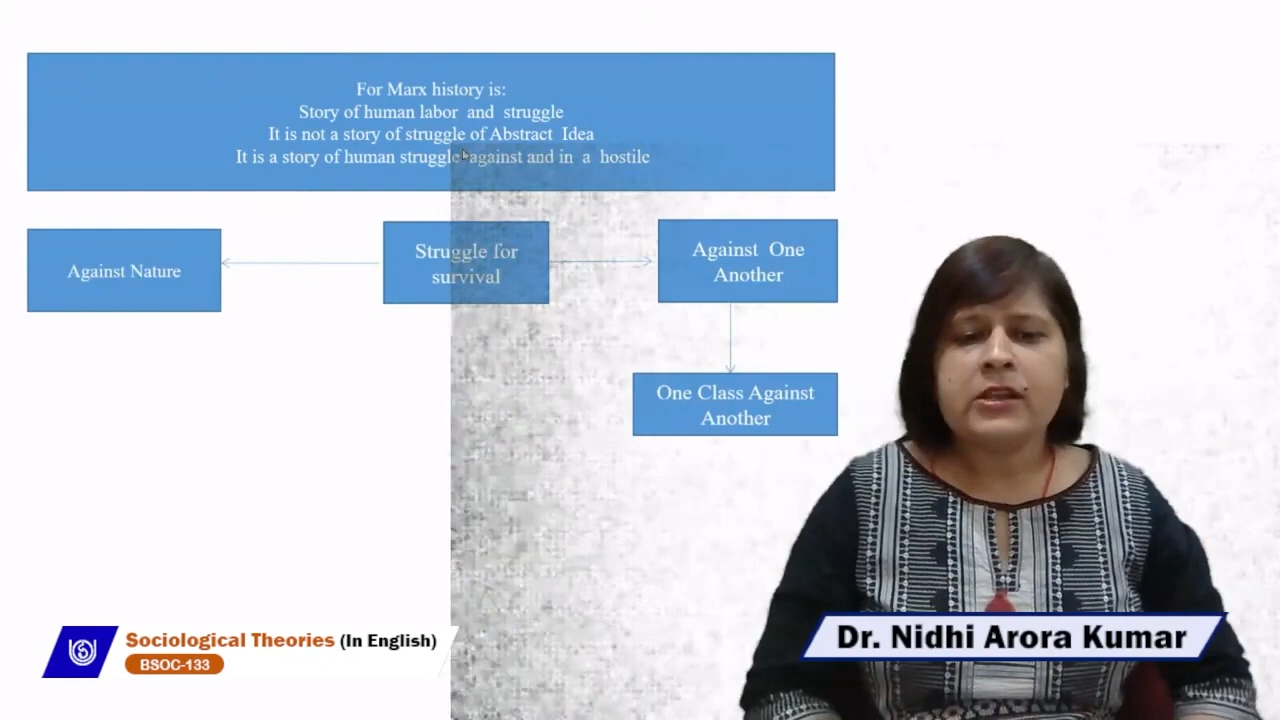 For Marx history is:
Story of human labor and struggle
It is not a story of struggle of Abstract Idea
It is a story of human struggle against and in a hostile
Against Nature
Struggle for
survival
Against One
Another
One Class Against
Another
Sociological Theories (In English)
BSOC-133
Dr. Nidhi Arora Kumar